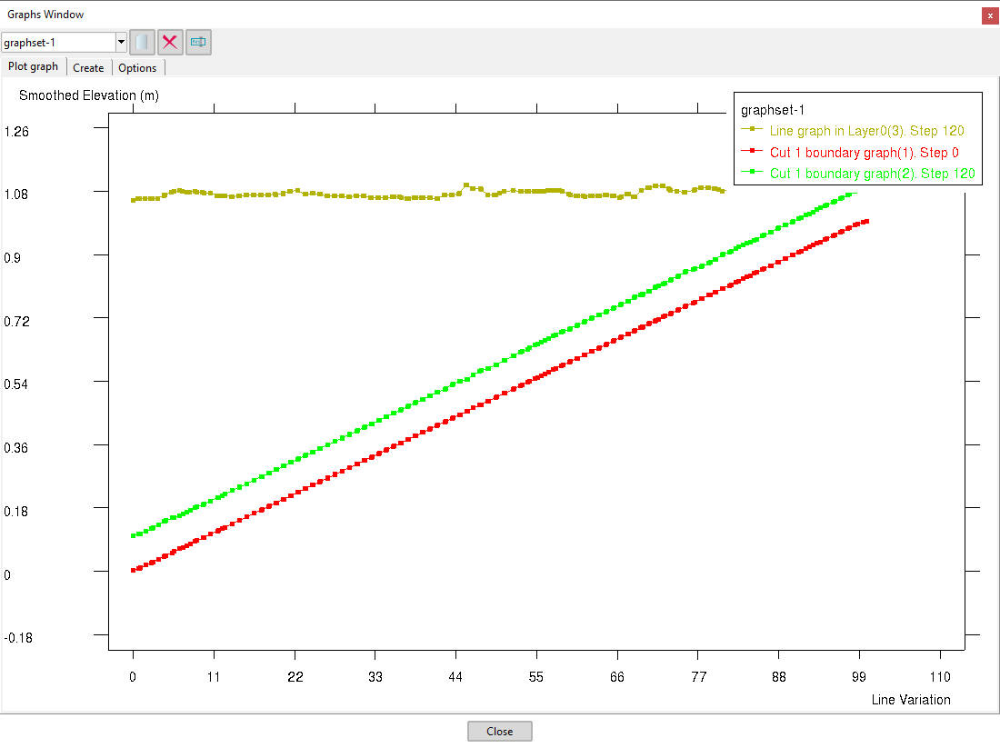 Graphs Window
x
graphset-1
Plot graph
Create
Options
Smoothed Elevation (m)
graphset-1
Line graph in Layer0(3). Step 120
Cut 1 boundary graph(1). Step 0
Cut 1 boundary graph(2). Step 120
1.26
1.08
0.9
0.72
0.54
0.36
0.18
0
-0.18
0 11 22 33 44 55 66 77 88 99 110
Line Variation
Close